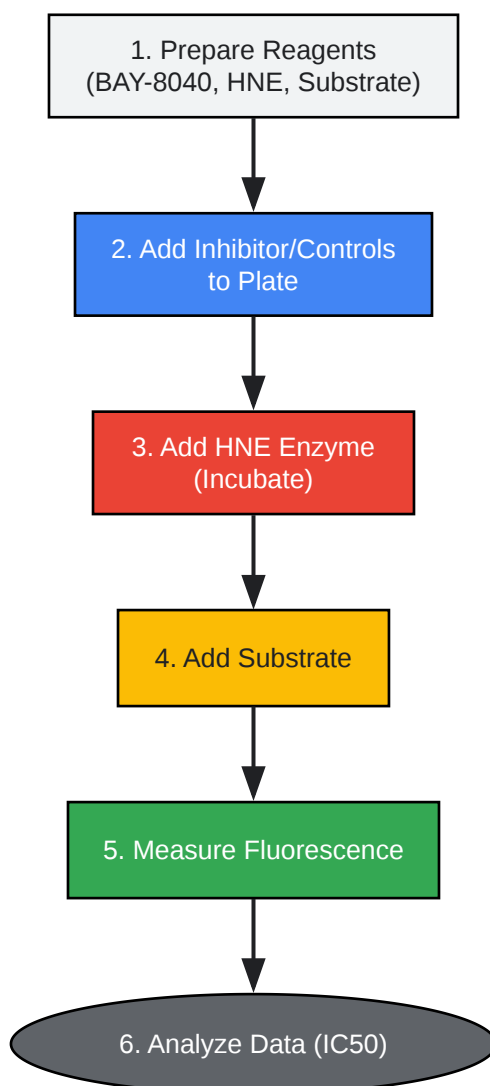 1. Prepare Reagents
(BAY-8040, HNE, Substrate)
2. Add Inhibitor/Controls
to Plate
3. Add HNE Enzyme
(Incubate)
4. Add Substrate
5. Measure Fluorescence
6. Analyze Data (IC50)